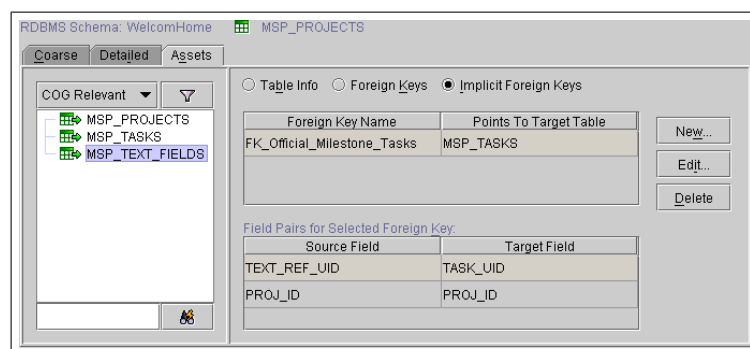 RDBMS Schema: WelcomHome MSP_PROJECTS
Coarse Detailed Assets
COG Relevant
MSP_PROJECTS
MSP_TASKS
MSP_TEXT_FIELDS
Table Info Foreign Keys Implicit Foreign Keys
Foreign Key Name Points To Target Table
FK_Official_Milestone_Tasks MSP_TASKS
New...
Edit...
Delete
Field Pairs for Selected Foreign Key:
Source Field Target Field
TEXT_REF_UID TASK_UID
PROJ_ID PROJ_ID